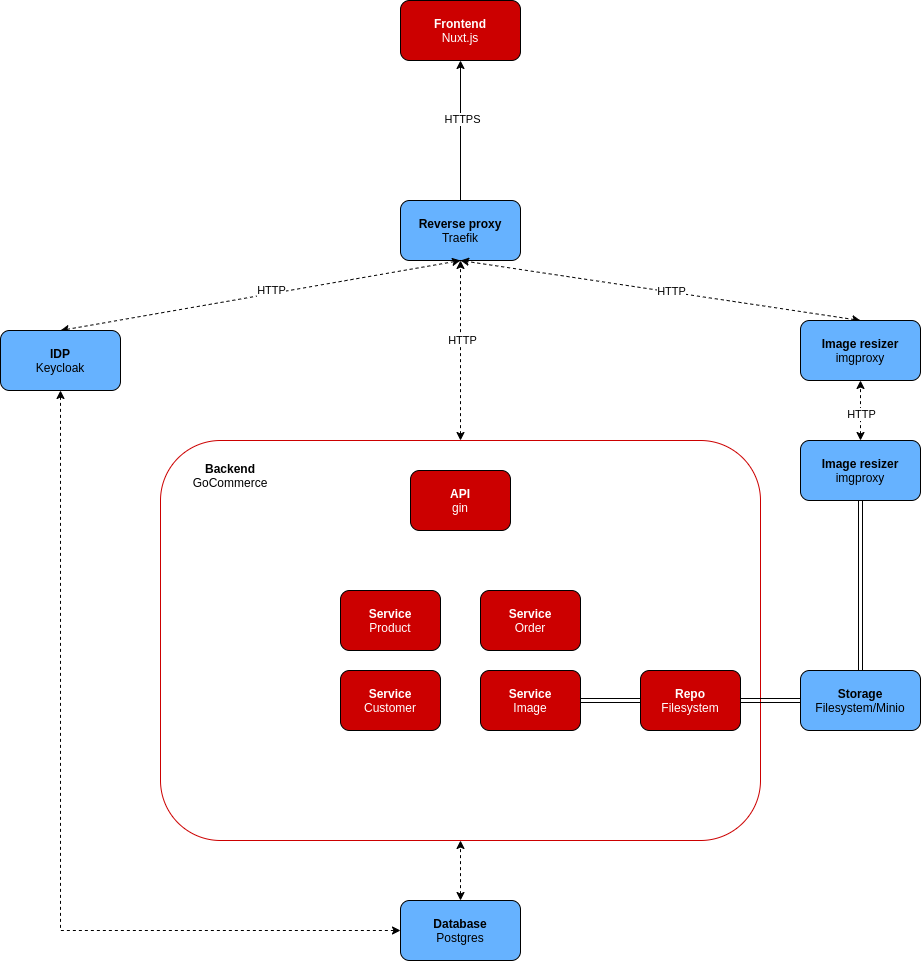 Frontend
Nuxt.js
HTTPS
Reverse proxy
Traefik
HTTP
HTTP
HTTP
IDP
Keycloak
Image resizer
imgproxy
HTTP
Backend
GoCommerce
API
gin
Image resizer
imgproxy
Service
Product
Service
Order
Service
Customer
Service
Image
Repo
Filesystem
Storage
Filesystem/Minio
Database
Postgres